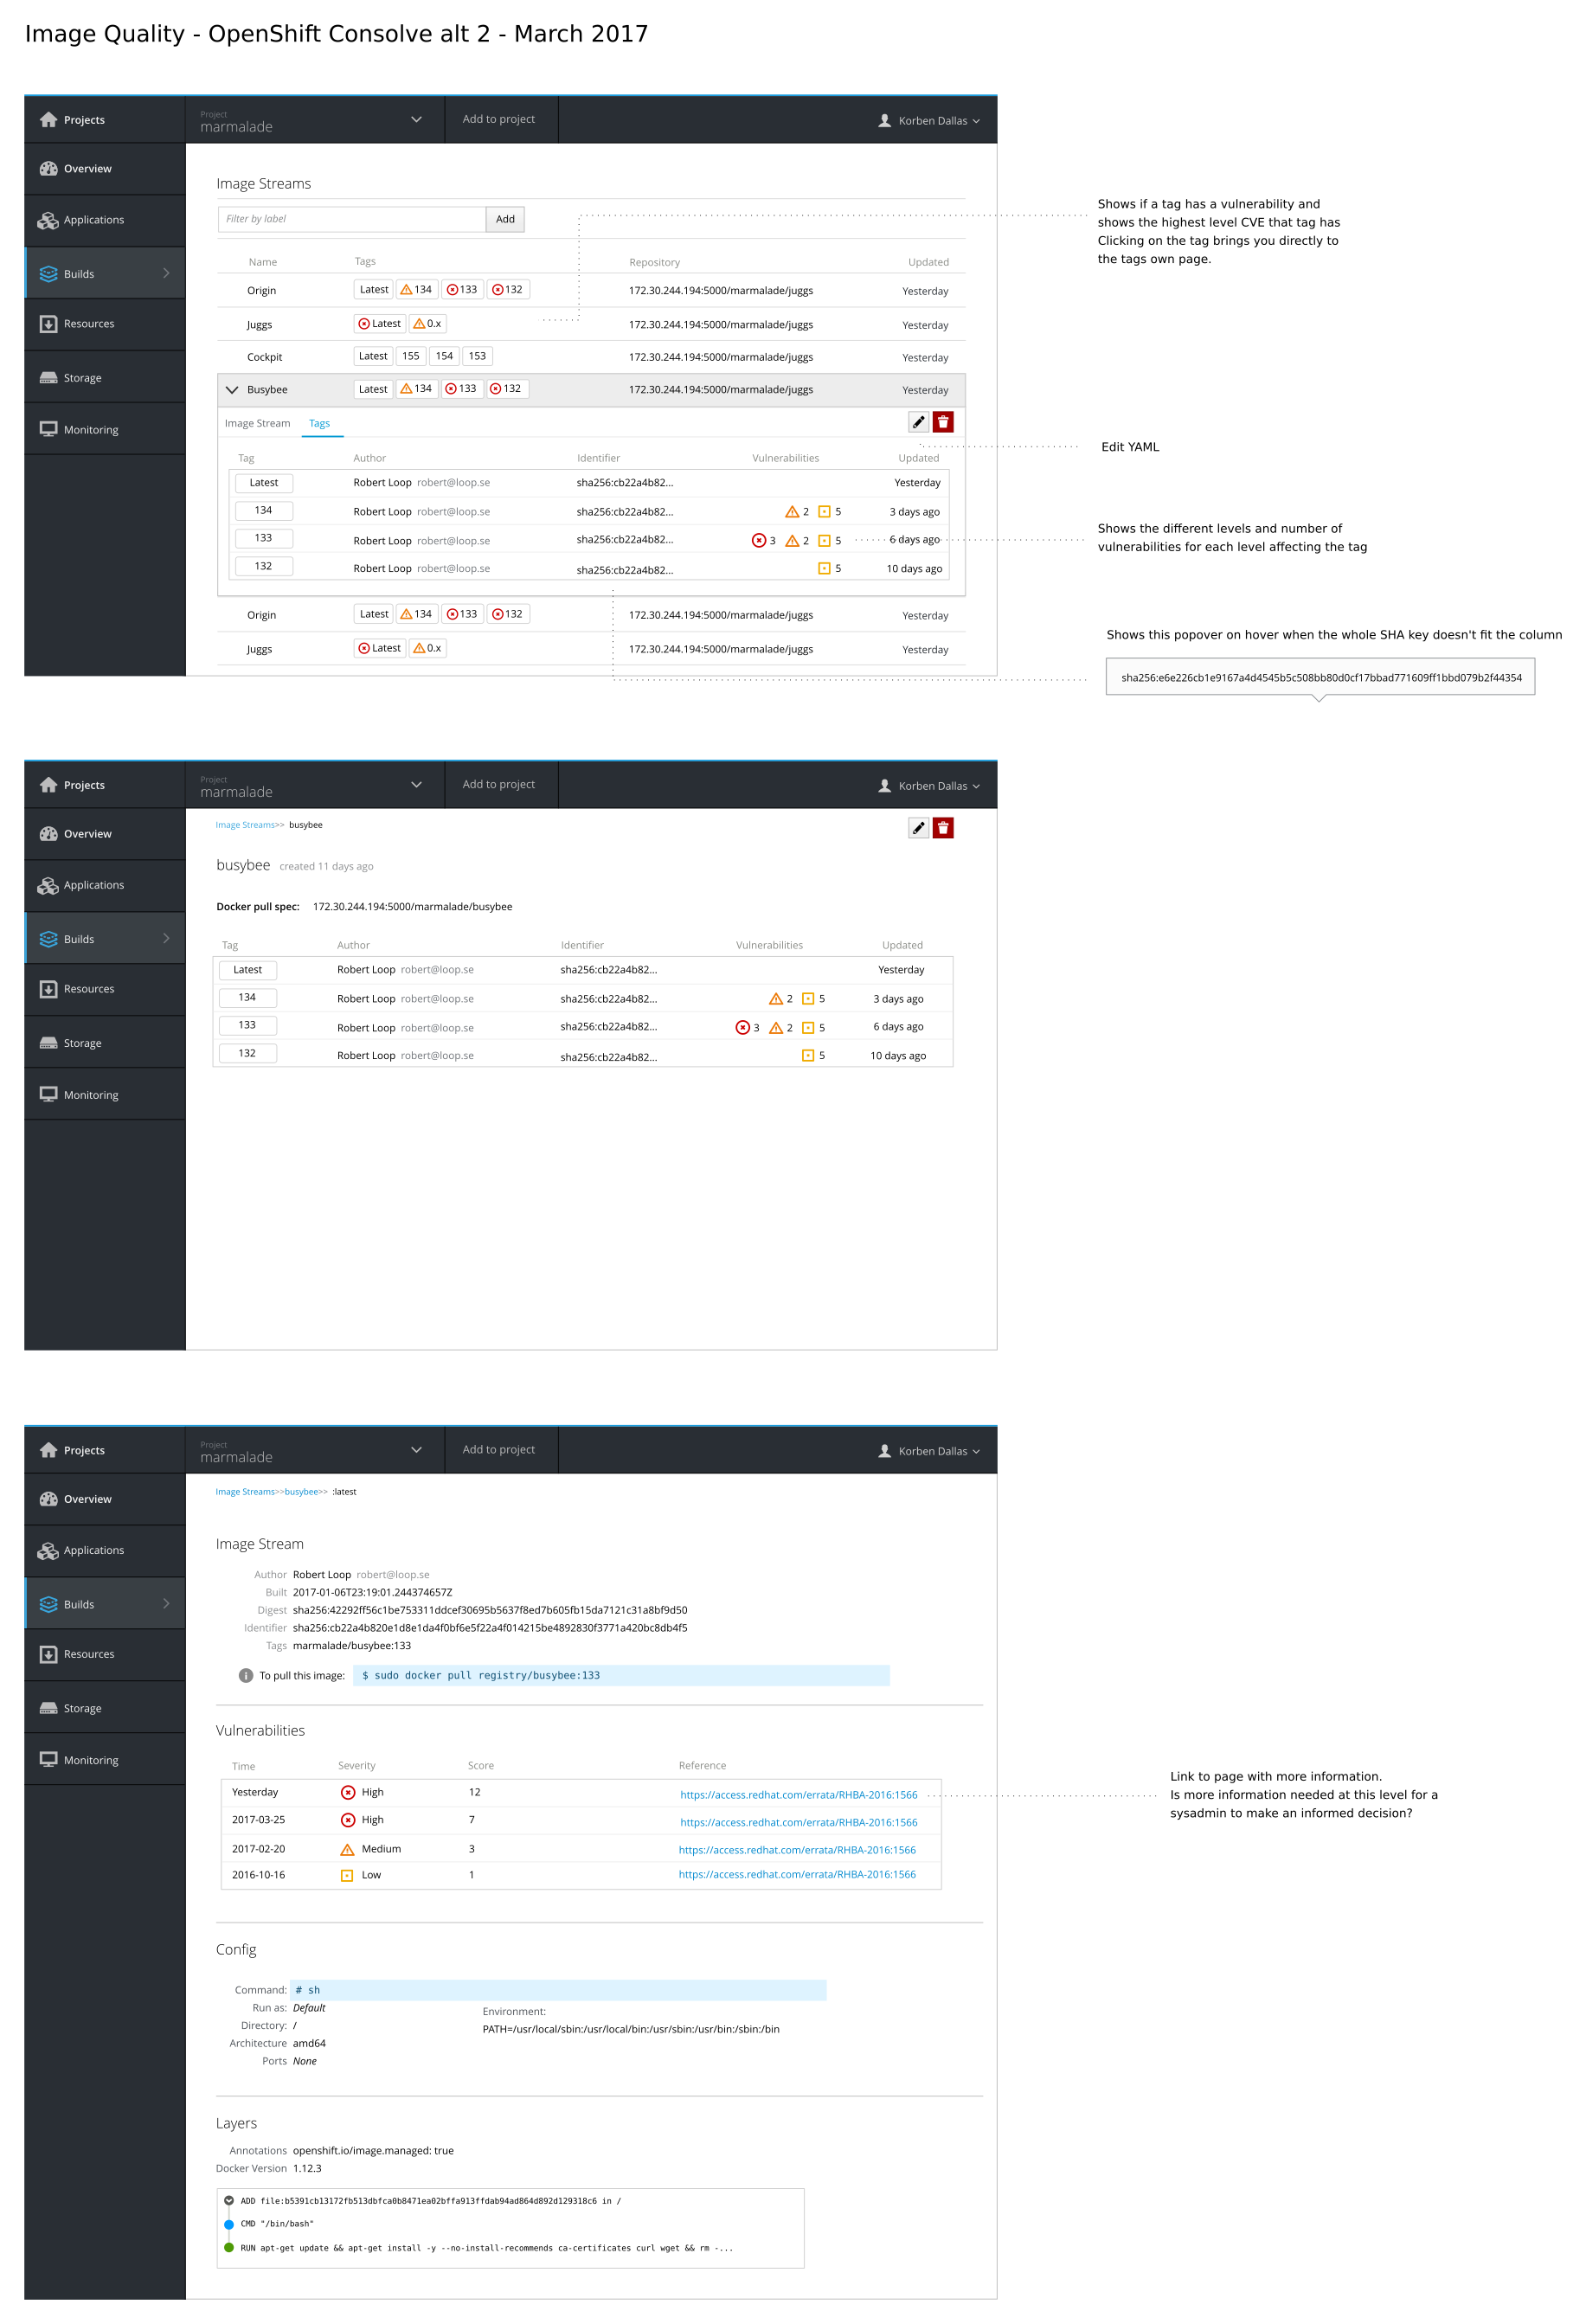 Image Quality - OpenShift Consolve alt 2 - March 2017
Projects
Project
marmalade
Add to project
Korben Dallas
Overview
Applications
Builds
Resources
Storage
Monitoring
Image Streams
Filter by label Add
Name Tags Repository Updated
Origin Latest 134 133 132 172.30.244.194:5000/marmalade/juggs Yesterday
Juggs Latest 0.x 172.30.244.194:5000/marmalade/juggs Yesterday
Cockpit Latest 155 154 153 172.30.244.194:5000/marmalade/juggs Yesterday
Busybee Latest 134 133 132 172.30.244.194:5000/marmalade/juggs Yesterday
Image Stream Tags
Tag Author Identifier Vulnerabilities Updated
Latest Robert Loop robert@loop.se sha256:cb22a4b82... Yesterday
134 Robert Loop robert@loop.se sha256:cb22a4b82... 2 5 3 days ago
133 Robert Loop robert@loop.se sha256:cb22a4b82... 3 2 5 6 days ago
132 Robert Loop robert@loop.se sha256:cb22a4b82... 5 10 days ago
Origin Latest 134 133 132 172.30.244.194:5000/marmalade/juggs Yesterday
Juggs Latest 0.x 172.30.244.194:5000/marmalade/juggs Yesterday
Shows if a tag has a vulnerability and
shows the highest level CVE that tag has
Clicking on the tag brings you directly to
the tags own page.
Edit YAML
Shows the different levels and number of
vulnerabilities for each level affecting the tag
Shows this popover on hover when the whole SHA key doesn't fit the column
sha256:e6e226cb1e9167a4d4545b5c508bb80d0cf17bbad771609ff1bbd079b2f44354
Projects
Project
marmalade
Add to project
Korben Dallas
Overview
Applications
Builds
Resources
Storage
Monitoring
Image Streams>> busybee
busybee created 11 days ago
Docker pull spec: 172.30.244.194:5000/marmalade/busybee
Tag Author Identifier Vulnerabilities Updated
Latest Robert Loop robert@loop.se sha256:cb22a4b82... Yesterday
134 Robert Loop robert@loop.se sha256:cb22a4b82... 2 5 3 days ago
133 Robert Loop robert@loop.se sha256:cb22a4b82... 3 2 5 6 days ago
132 Robert Loop robert@loop.se sha256:cb22a4b82... 5 10 days ago
Projects
Project
marmalade
Add to project
Korben Dallas
Overview
Applications
Builds
Resources
Storage
Monitoring
Image Streams>>busybee>> :latest
Image Stream
Author Robert Loop robert@loop.se
Built 2017-01-06T23:19:01.244374657Z
Digest sha256:42292ff56c1be753311ddcef30695b5637f8ed7b605fb15da7121c31a8bf9d50
Identifier sha256:cb22a4b820e1d8e1da4f0bf6e5f22a4f014215be4892830f3771a420bc8db4f5
Tags marmalade/busybee:133
To pull this image: $ sudo docker pull registry/busybee:133
Vulnerabilities
Time Severity Score Reference
Yesterday High 12 https://access.redhat.com/errata/RHBA-2016:1566
2017-03-25 High 7 https://access.redhat.com/errata/RHBA-2016:1566
2017-02-20 Medium 3 https://access.redhat.com/errata/RHBA-2016:1566
2016-10-16 Low 1 https://access.redhat.com/errata/RHBA-2016:1566
Link to page with more information.
Is more information needed at this level for a
sysadmin to make an informed decision?
Config
Command: # sh
Run as: Default
Directory: /
Architecture amd64
Ports None
Environment:
PATH=/usr/local/sbin:/usr/local/bin:/usr/sbin:/usr/bin:/sbin:/bin
Layers
Annotations openshift.io/image.managed: true
Docker Version 1.12.3
ADD file:b5391cb13172fb513dbfca0b8471ea02bffa913ffdab94ad864d892d129318c6 in /
CMD "/bin/bash"
RUN apt-get update && apt-get install -y --no-install-recommends ca-certificates curl wget && rm -...